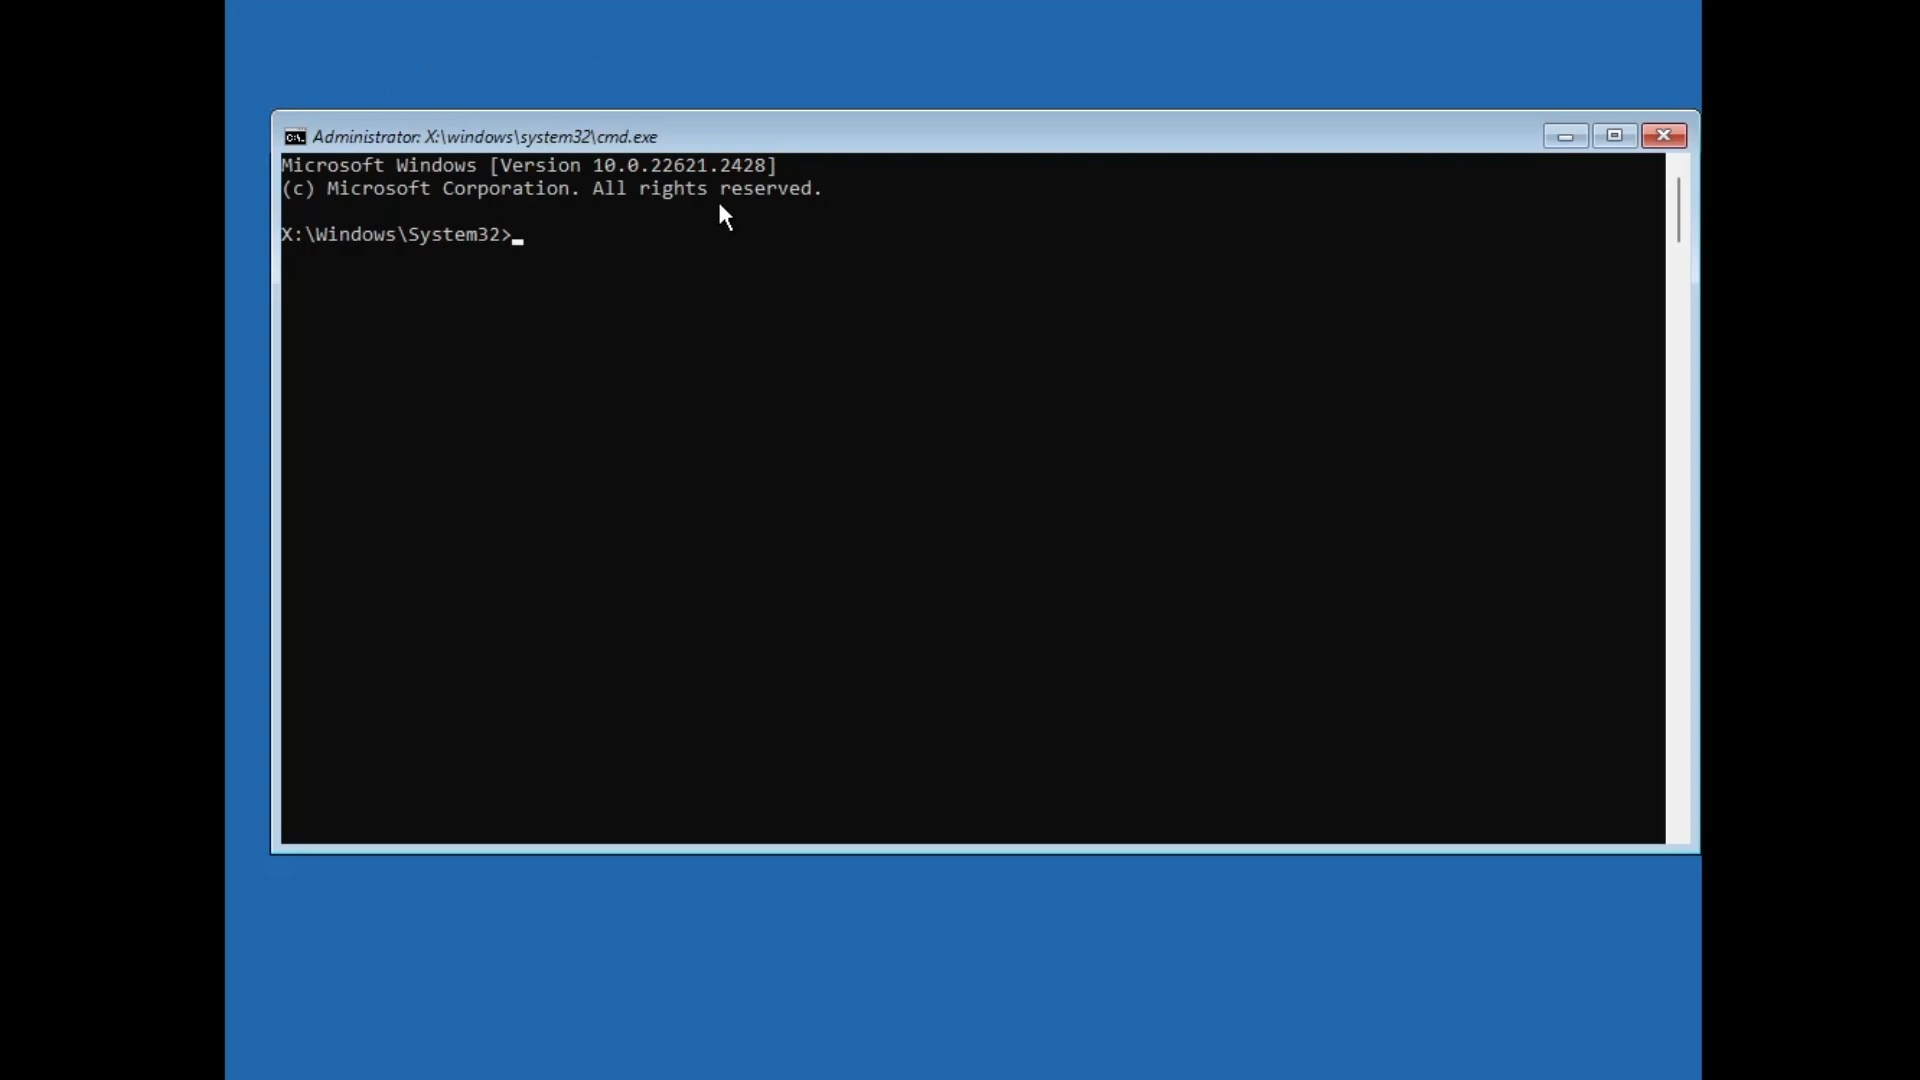 Administrator: X:\windows\system32\cmd.exe
Microsoft Windows [Version 10.0.22621.2428]
(c) Microsoft Corporation. All rights reserved.
X:\Windows\System32>